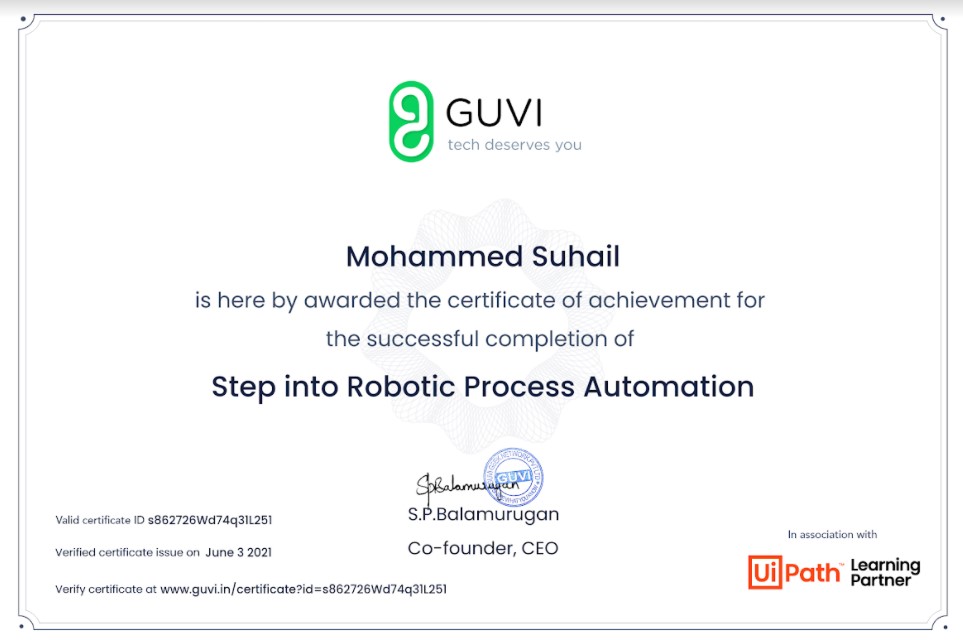 GUVI
tech deserves you
Mohammed Suhail
is here by awarded the certificate of achievement for
the successful completion of
Step into Robotic Process Automation
GUVI
S.P.Balamurugan
S.P.Balamurugan
Co-founder, CEO
Valid certificate ID s862726Wd74q31L251
Verified certificate issue on June 3 2021
Verify certificate at www.guvi.in/certificate?id=s862726Wd74q31L251
In association with
UiPath™ Learning
Partner